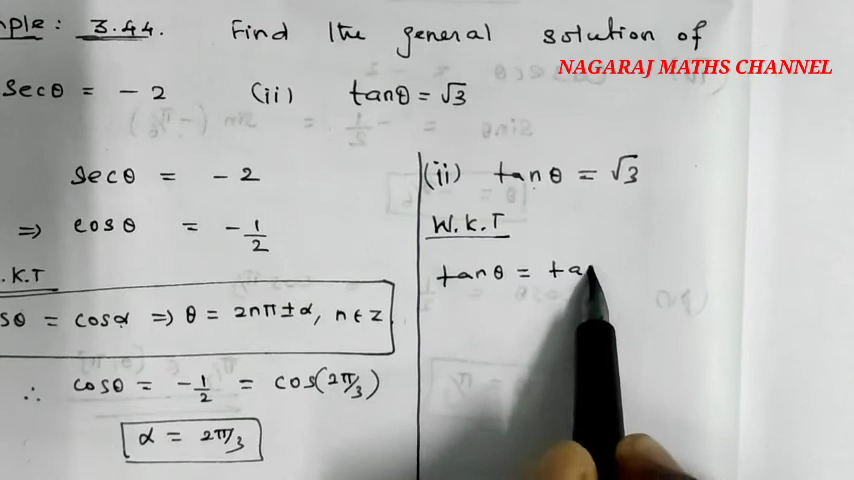 mple: 3.44. Find the general solution of
NAGARAJ MATHS CHANNEL
secθ = - 2 (ii) tanθ = √3
secθ = - 2
⇒ cosθ = - 1/2
.K.T
sθ = cosα ⇒ θ = 2nπ ± α, n ∈ Z
∴ cosθ = - 1/2 = cos(2π/3)
α = 2π/3
(ii) tanθ = √3
W.K.T
tanθ = ta